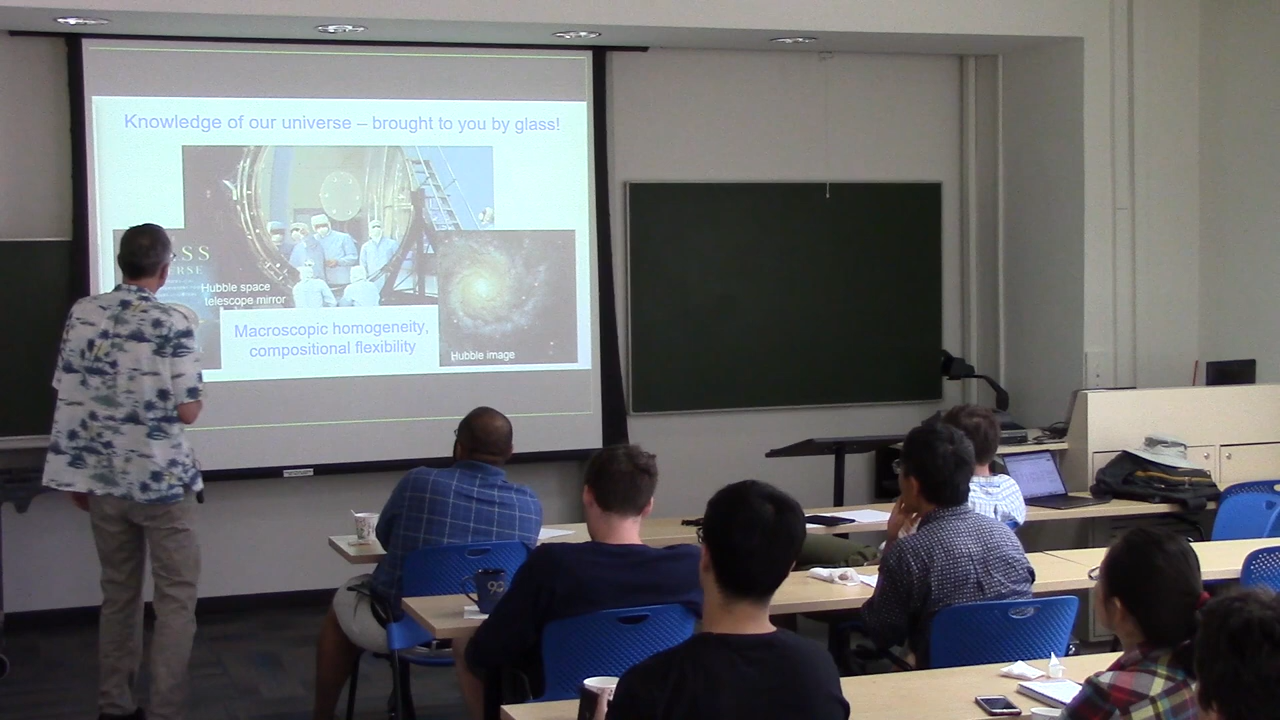 Knowledge of our universe – brought to you by glass!
SS
ERSE
Hubble space
telescope mirror
Macroscopic homogeneity,
compositional flexibility
Hubble image